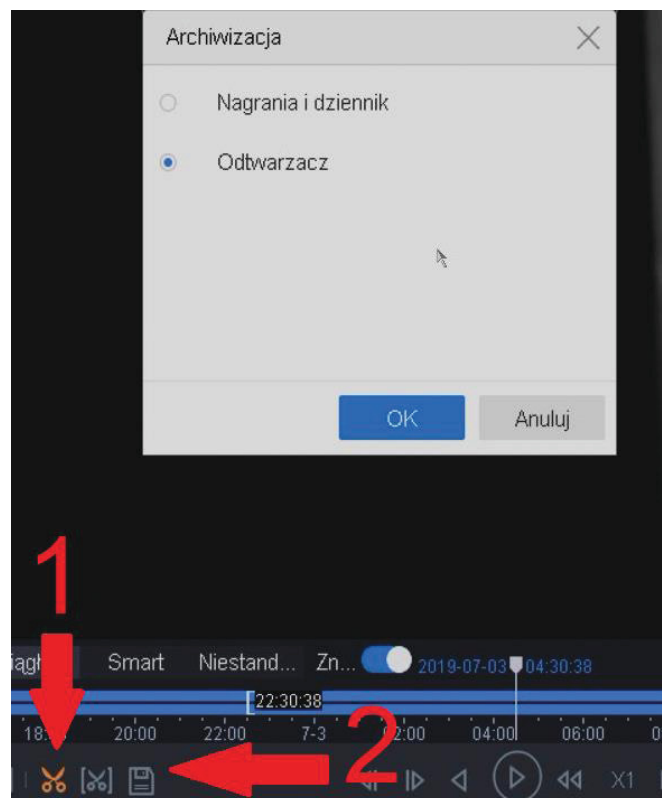 Archiwizacja
Nagrania i dziennik
Odtwarzacz
OK Anuluj
1
Smart Niestand... Zn... 2019-07-03 04:30:38
22:30:38
20:00 22:00 7-3 04:00 06:00
2
X1